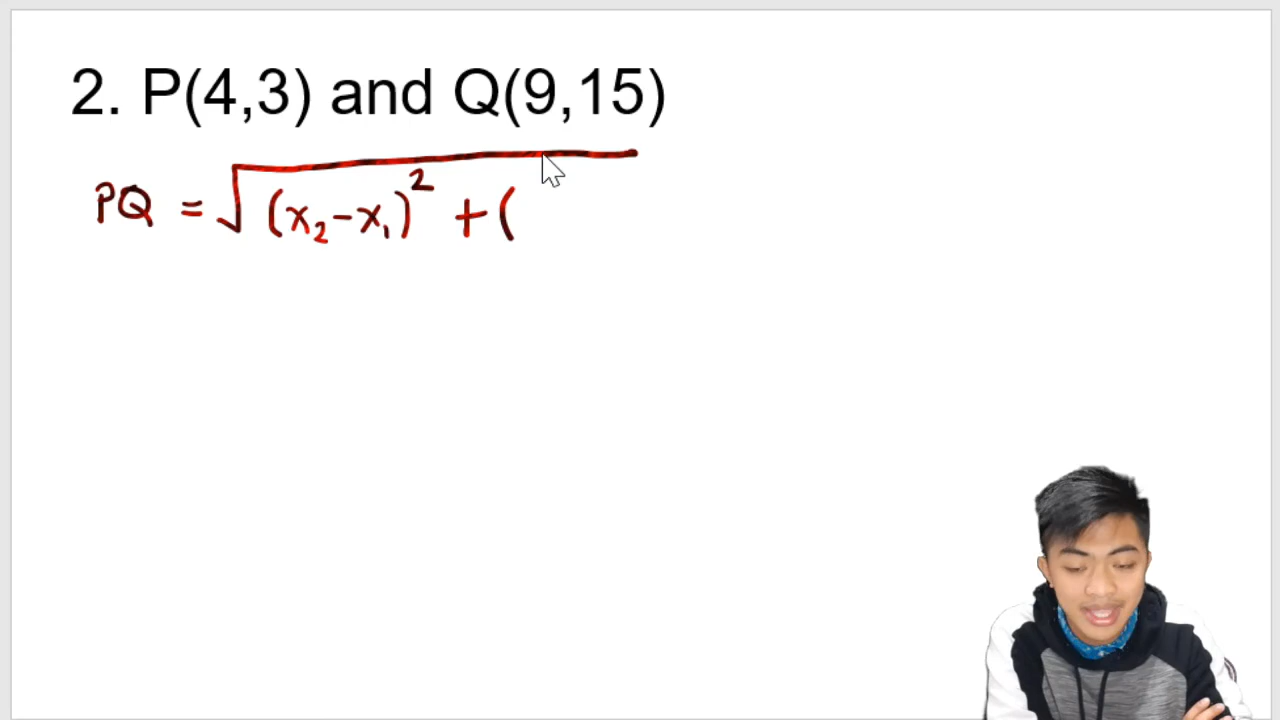 2. P(4,3) and Q(9,15)
PQ = √(x₂-x₁)² + (